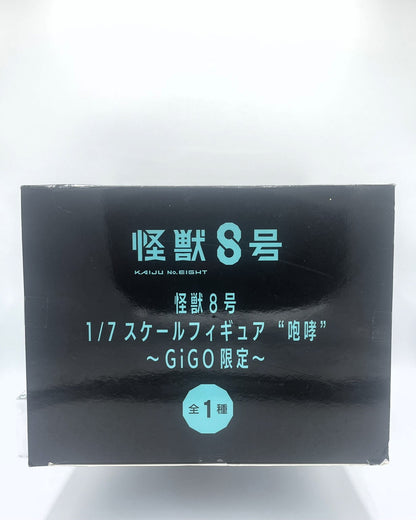 怪獣8号
KAIJU No.EIGHT
怪獣8号
1/7スケールフィギュア“咆哮”
～GiGO限定～
全1種